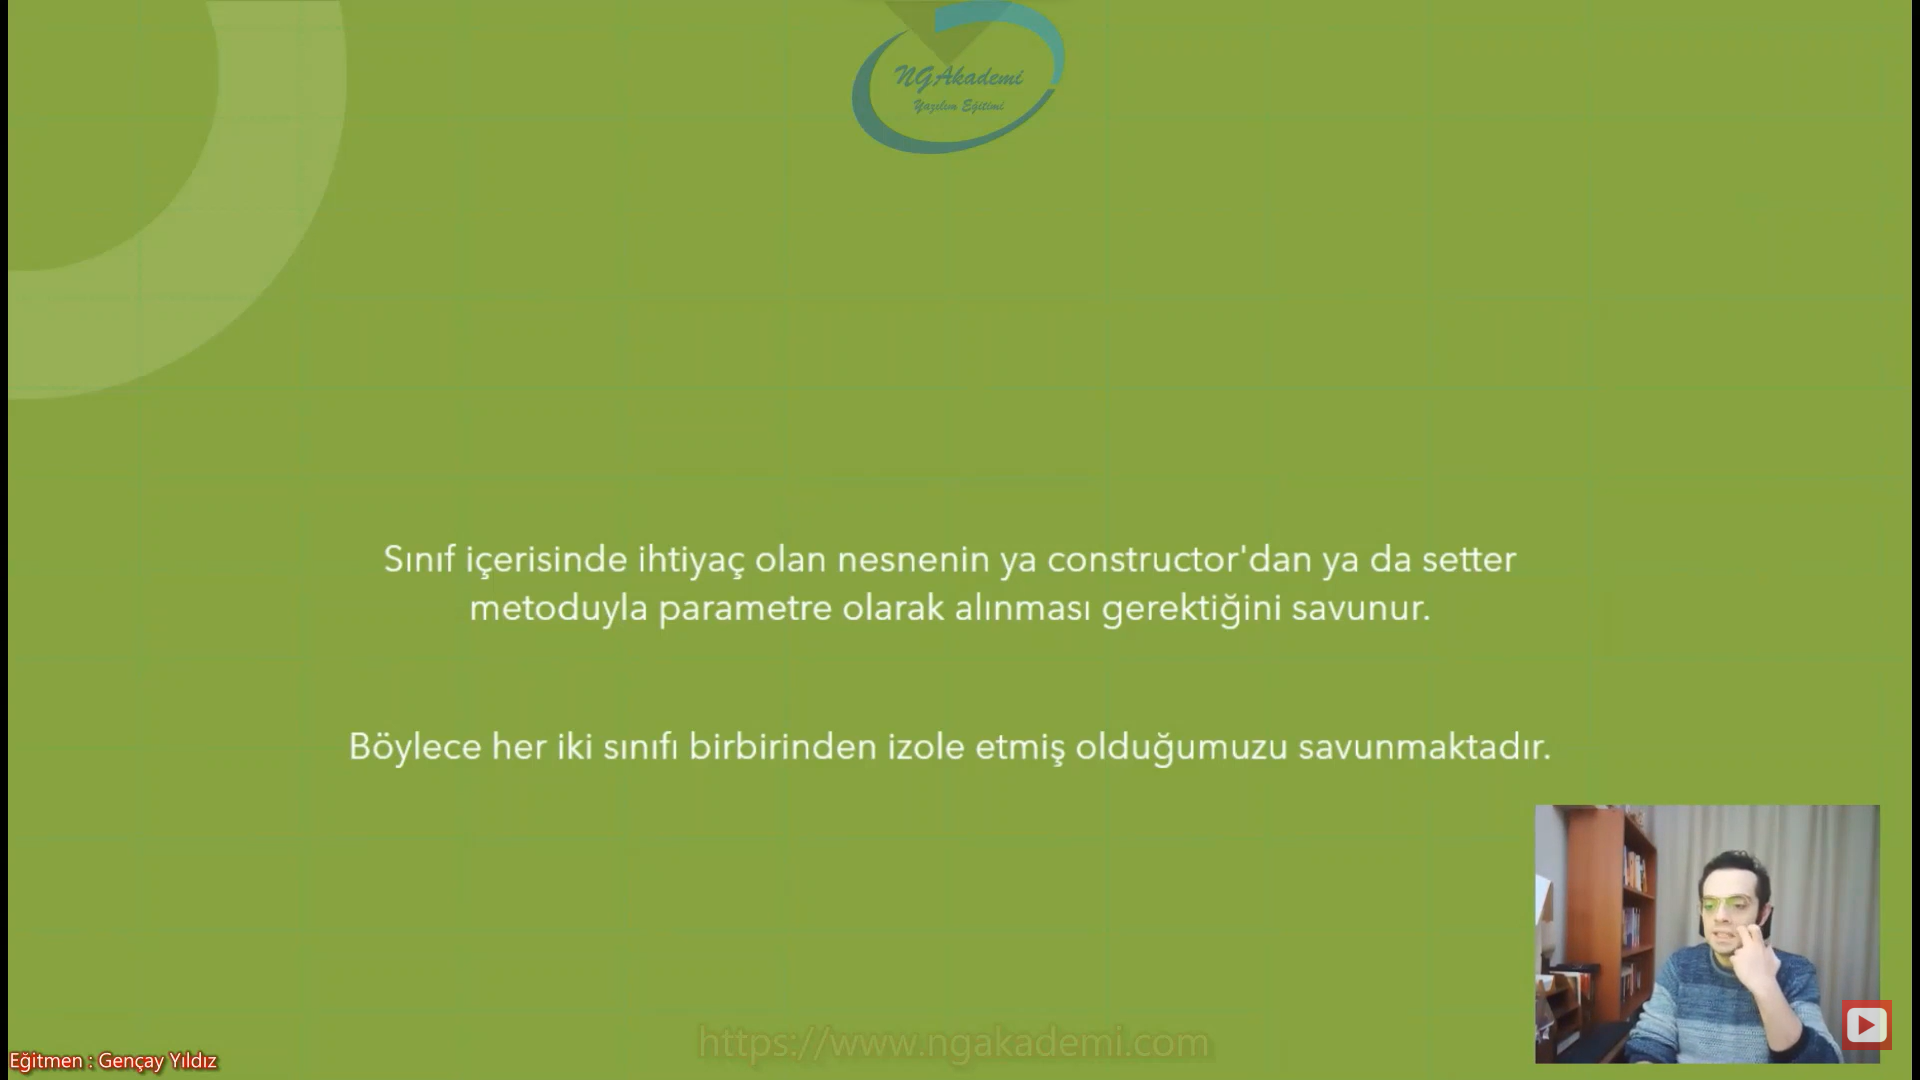 NGAkademi
Yazılım Eğitimi
Sınıf içerisinde ihtiyaç olan nesnenin ya constructor'dan ya da setter
metoduyla parametre olarak alınması gerektiğini savunur.
Böylece her iki sınıfı birbirinden izole etmiş olduğumuzu savunmaktadır.
https://www.ngakademi.com
Eğitmen : Gençay Yıldız